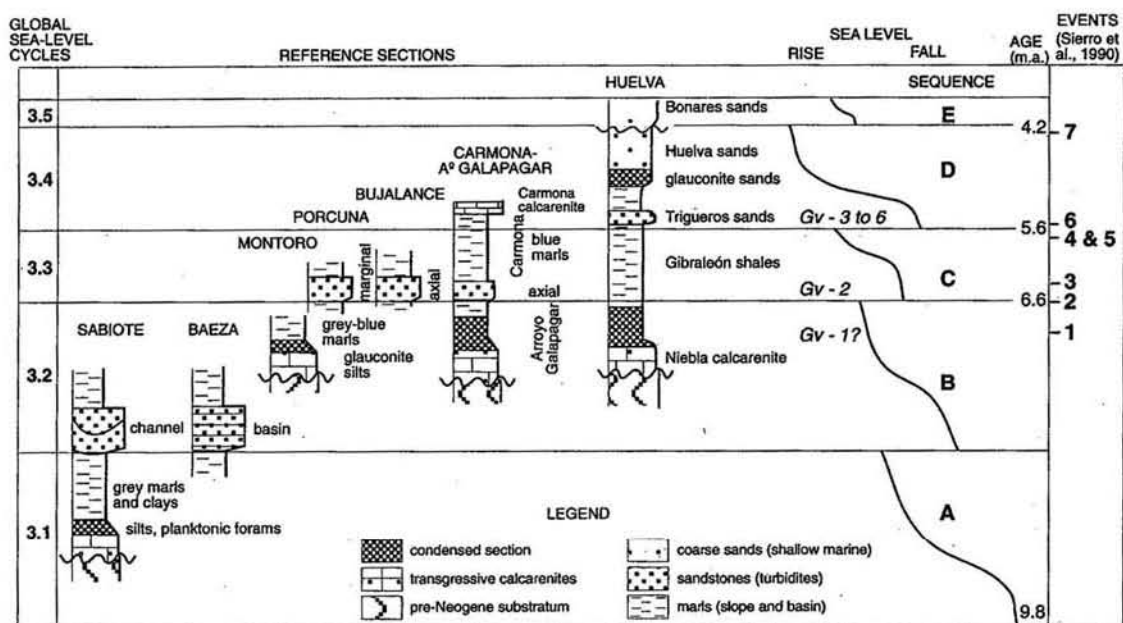 GLOBAL
SEA-LEVEL
CYCLES
REFERENCE SECTIONS
SEA LEVEL
RISE FALL
AGE
(m.a.)
EVENTS
(Sierro et
al., 1990)
HUELVA
SEQUENCE
3.5
Bonares sands
E
4.2
7
3.4
CARMONA-
Aº GALAPAGAR
BUJALANCE
PORCUNA
MONTORO
Carmona
calcarenite
Huelva sands
glauconite sands
Trigueros sands
Gv - 3 to 6
D
5.6
6
4 & 5
3.3
marginal
axial
Carmona
blue
marls
axial
Gibraleón shales
Gv - 2
C
6.6
3
2
1
3.2
SABIOTE
BAEZA
grey-blue
marls
glauconite
silts
Arroyo
Galapagar
Niebla calcarenite
Gv - 1?
B
channel
basin
3.1
grey marls
and clays
silts, planktonic forams
A
9.8
LEGEND
condensed section
transgressive calcarenites
pre-Neogene substratum
coarse sands (shallow marine)
sandstones (turbidites)
marls (slope and basin)